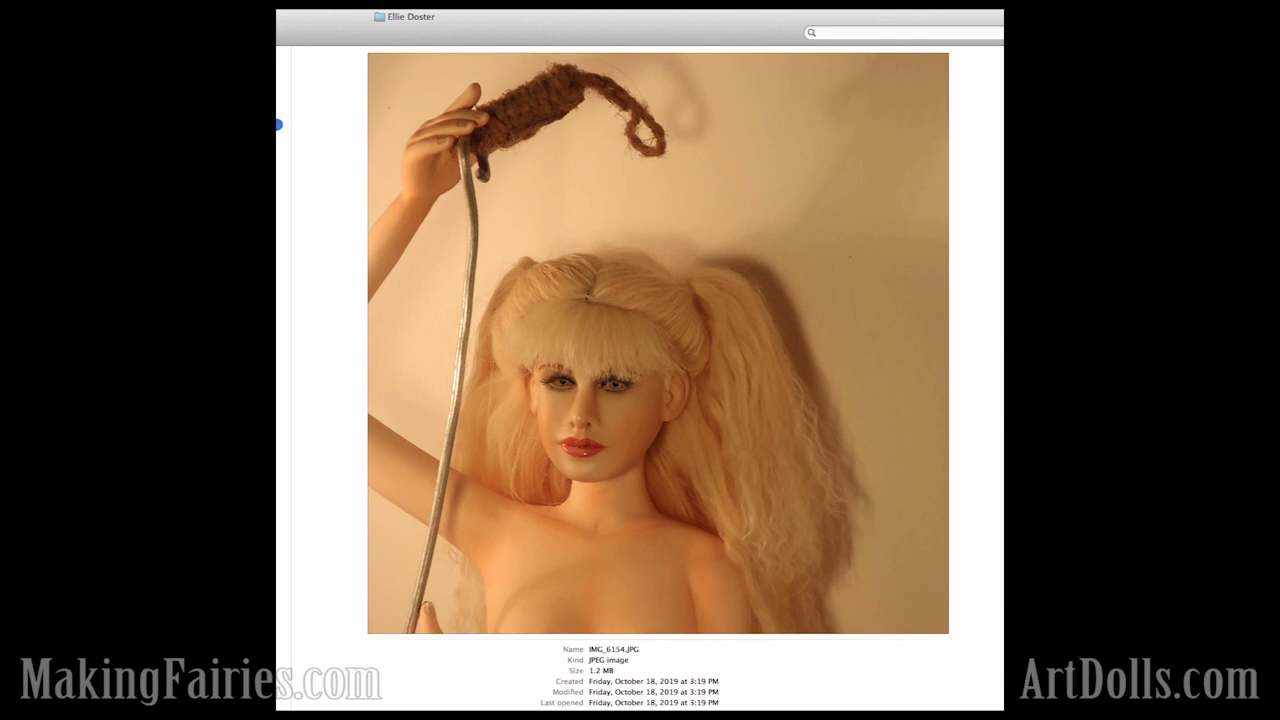 Ellie Doster
Name IMG_6154.JPG
Kind JPEG image
Size 1.2 MB
Created Friday, October 18, 2019 at 3:19 PM
Modified Friday, October 18, 2019 at 3:19 PM
Last opened Friday, October 18, 2019 at 3:19 PM
MakingFairies.com
ArtDolls.com